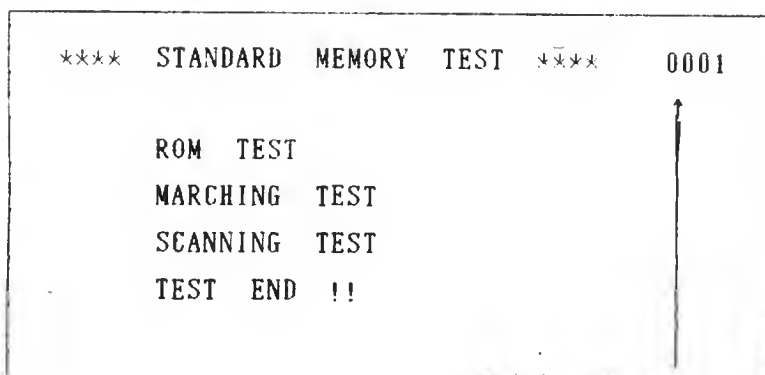 **** STANDARD MEMORY TEST **** 0001
ROM TEST
MARCHING TEST
SCANNING TEST
TEST END !!